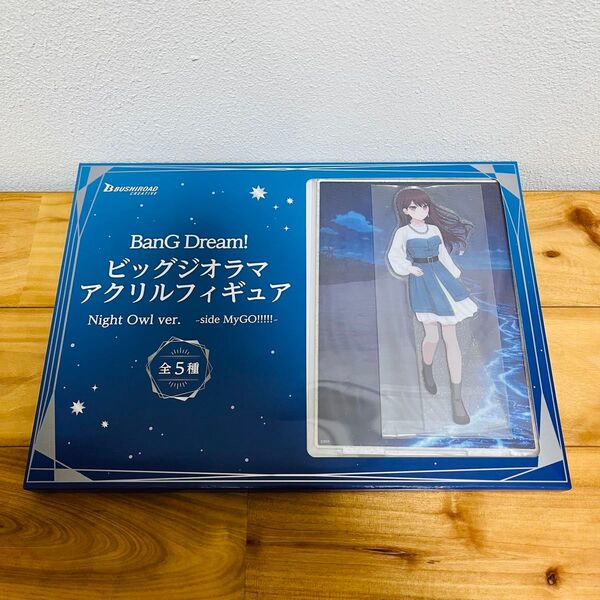 BUSHIROAD
CREATIVE
BanG Dream!
ビッグジオラマ
アクリルフィギュア
Night Owl ver. -side MyGO!!!!!-
全5種